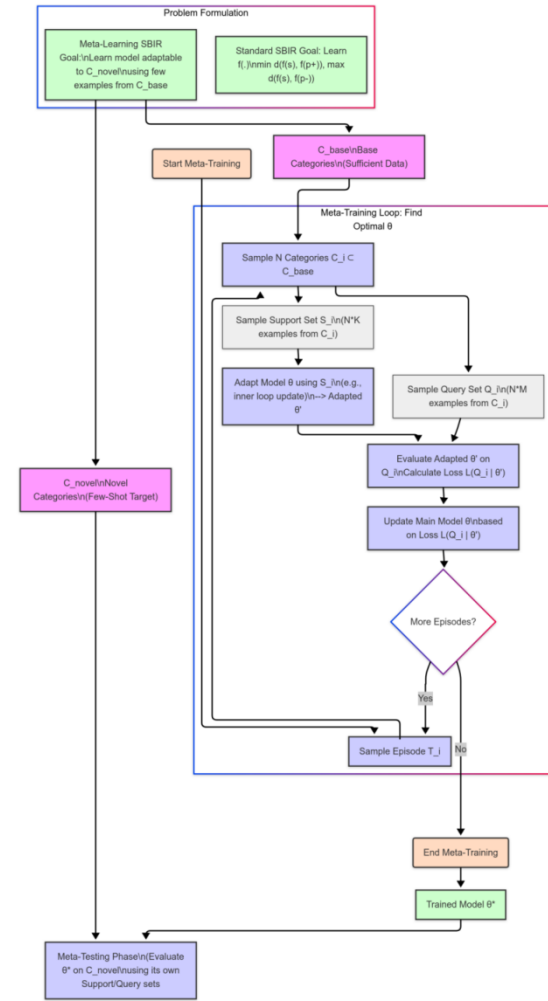 Problem Formulation
Meta-Learning SBIR
Goal:\nLearn model adaptable
to C_novel\nusing few
examples from C_base
Standard SBIR Goal: Learn
f(.)\nmin d(f(s), f(p+)), max
d(f(s), f(p-))
Start Meta-Training
C_base\nBase
Categories\n(Sufficient Data)
Meta-Training Loop: Find
Optimal θ
Sample N Categories C_i ⊂
C_base
Sample Support Set S_i\n(N*K
examples from C_i)
Adapt Model θ using S_i\n(e.g.,
inner loop update)\n--> Adapted
θ'
Sample Query Set Q_i\n(N*M
examples from C_i)
Evaluate Adapted θ' on
Q_i\nCalculate Loss L(Q_i | θ')
C_novel\nNovel
Categories\n(Few-Shot Target)
Update Main Model θ\nbased
on Loss L(Q_i | θ')
More Episodes?
Yes
No
Sample Episode T_i
End Meta-Training
Trained Model θ*
Meta-Testing Phase\n(Evaluate
θ* on C_novel\nusing its own
Support/Query sets